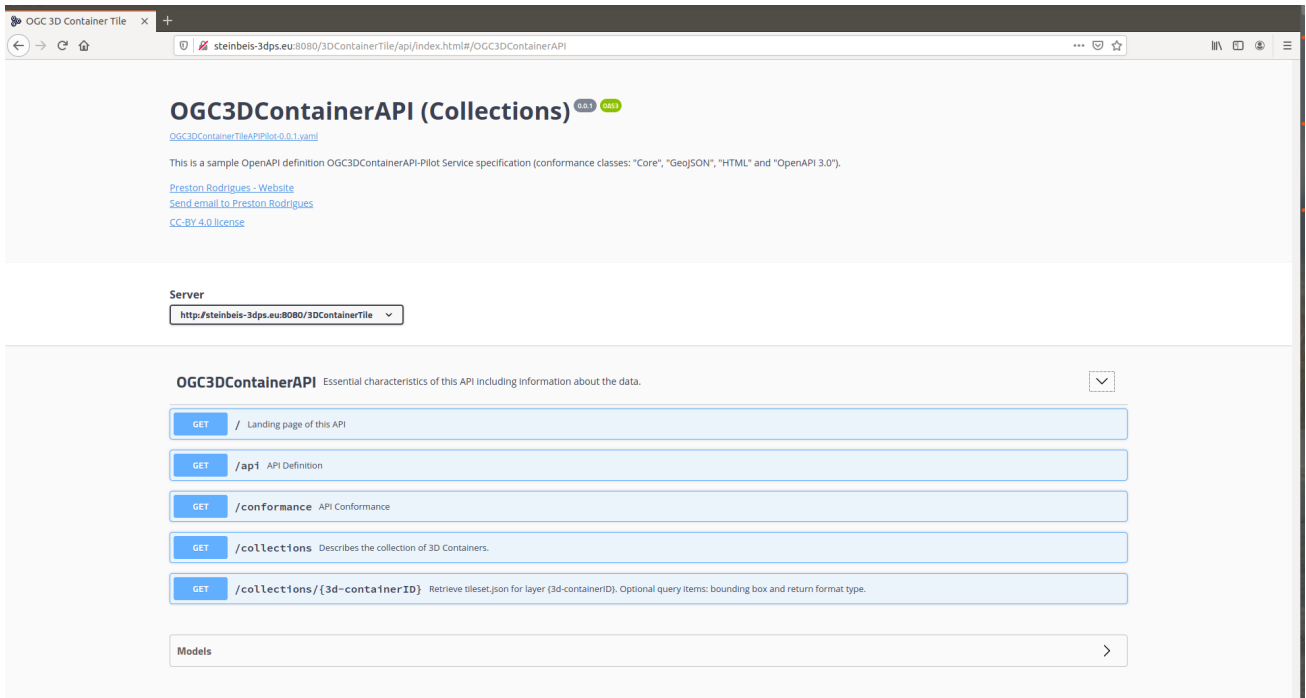 OGC 3D Container Tile
steinbeis-3dps.eu:8080/3DContainerTile/api/index.html#/OGC3DContainerAPI
OGC3DContainerAPI (Collections) 0.0.1 OAS3
OGC3DContainerTileAPIPilot-0.0.1.yaml
This is a sample OpenAPI definition OGC3DContainerAPI-Pilot Service specification (conformance classes: "Core", "GeoJSON", "HTML" and "OpenAPI 3.0").
Preston Rodrigues - Website
Send email to Preston Rodrigues
CC-BY 4.0 license
Server
http://steinbeis-3dps.eu:8080/3DContainerTile
OGC3DContainerAPI Essential characteristics of this API including information about the data.
GET / Landing page of this API
GET /api API Definition
GET /conformance API Conformance
GET /collections Describes the collection of 3D Containers.
GET /collections/{3d-containerID} Retrieve tileset.json for layer {3d-containerID}. Optional query items: bounding box and return format type.
Models